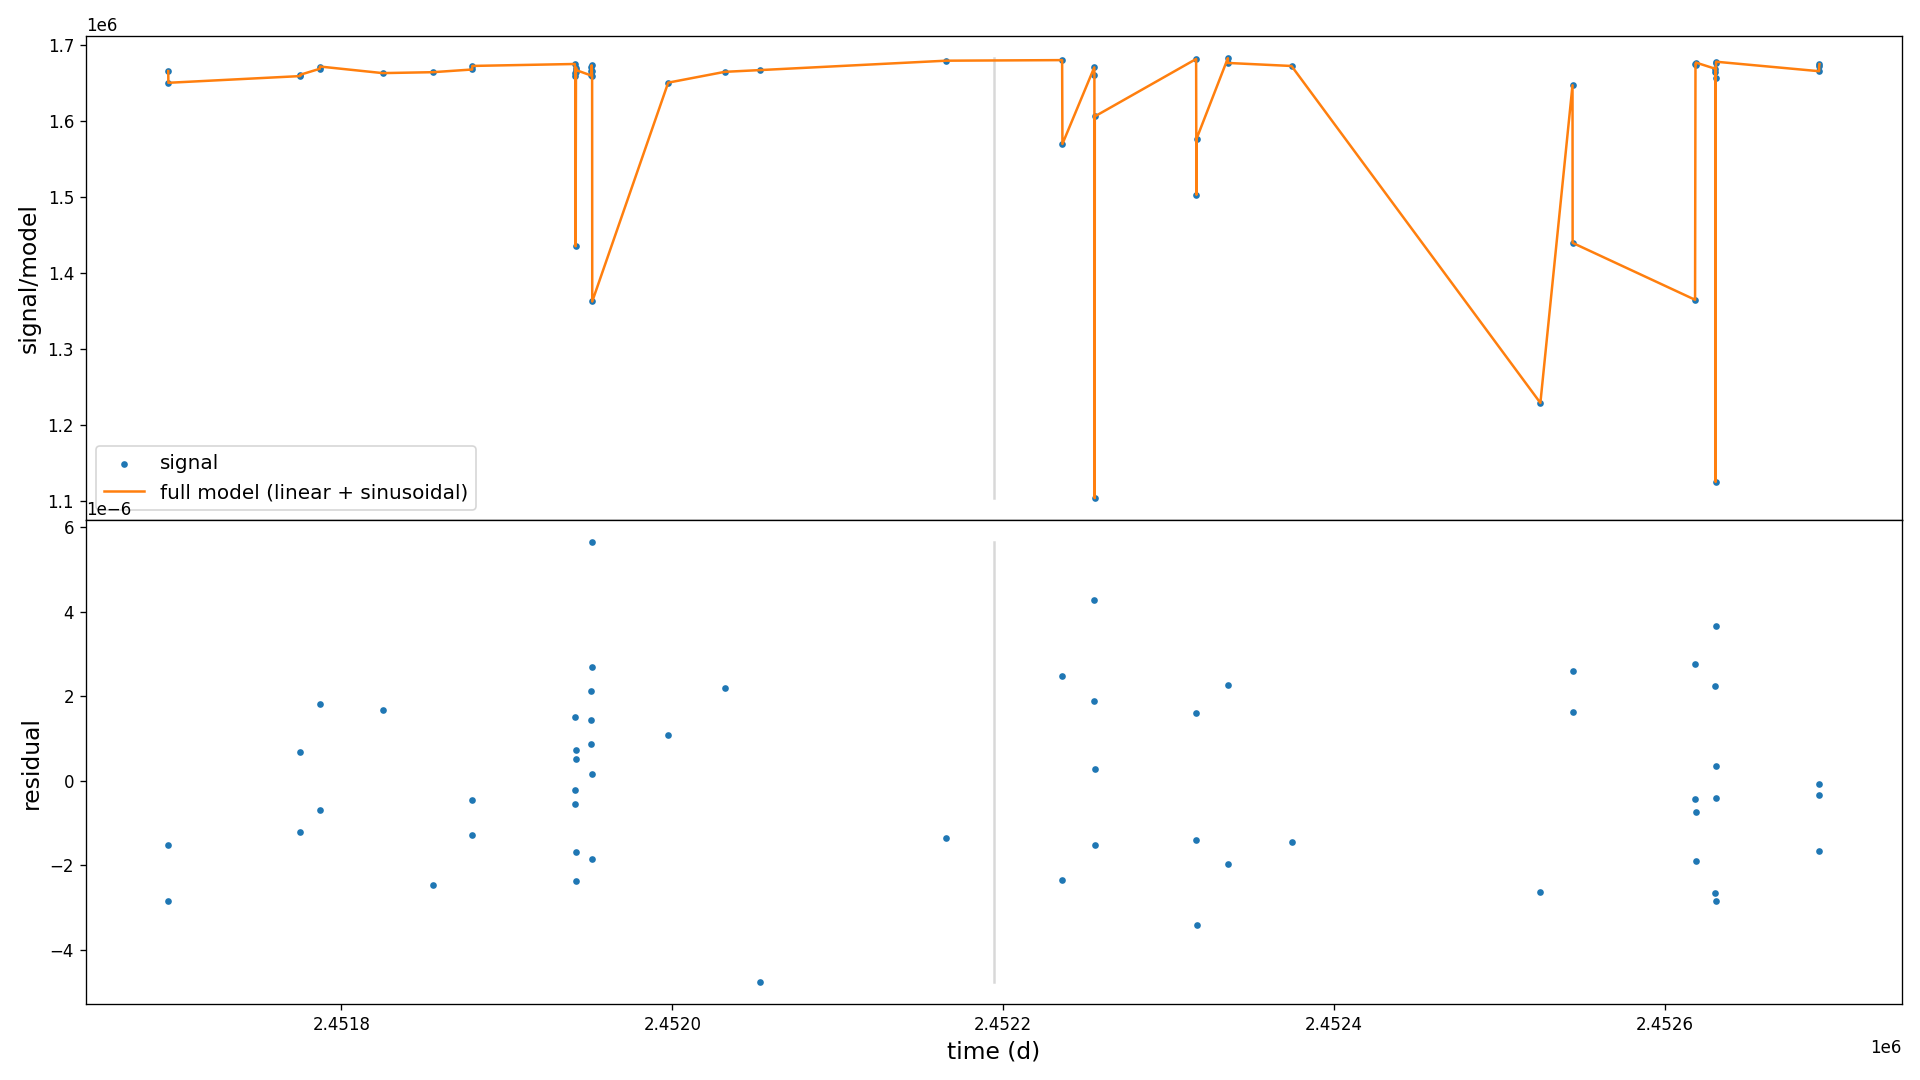 1e6
1.7
1.6
1.5
1.4
1.3
1.2
1.1
signal/model
signal
full model (linear + sinusoidal)
1e−6
6
4
2
0
−2
−4
residual
2.4518
2.4520
2.4522
2.4524
2.4526
time (d)
1e6